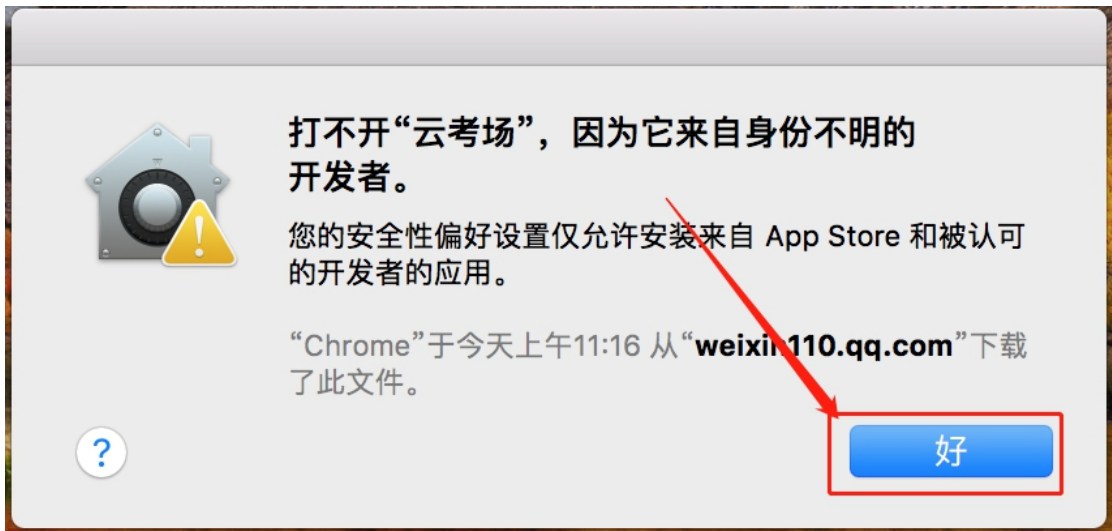 打不开“云考场”，因为它来自身份不明的
开发者。
您的安全性偏好设置仅允许安装来自 App Store 和被认可
的开发者的应用。
“Chrome”于今天上午11:16 从“weixin110.qq.com”下载
了此文件。
?
好